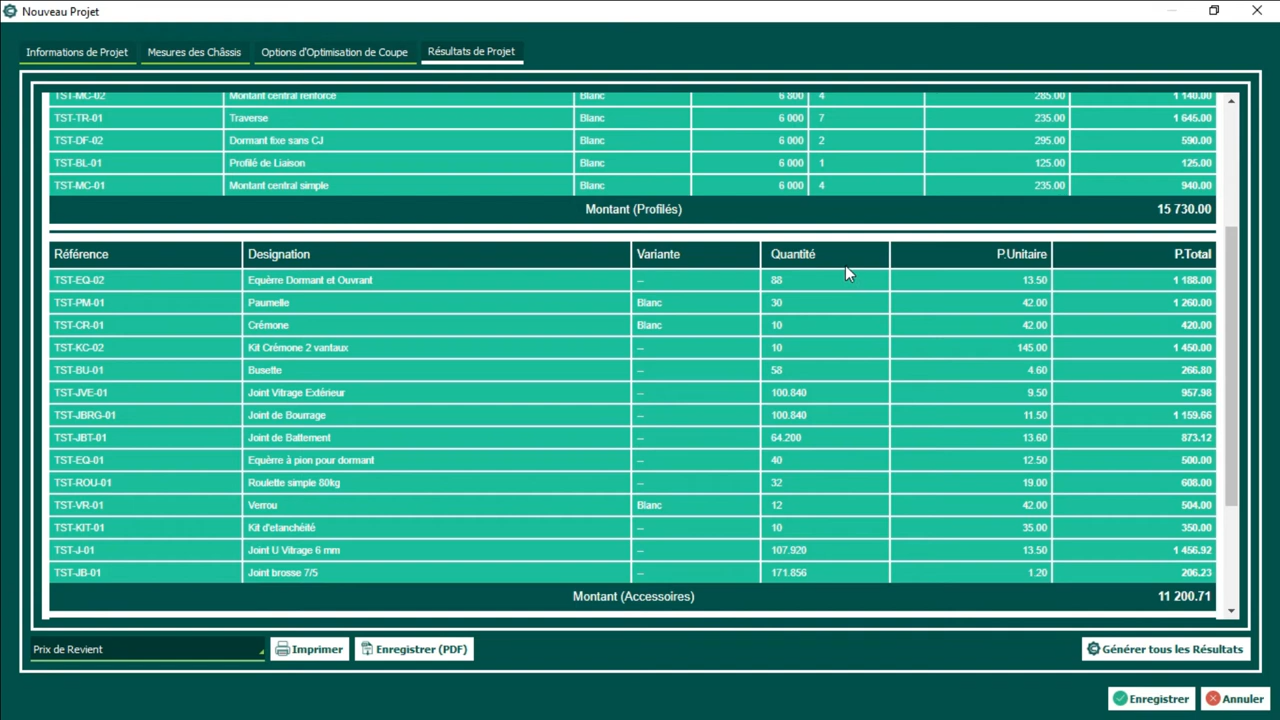 Nouveau Projet
Informations de Projet Mesures des Châssis Options d'Optimisation de Coupe Résultats de Projet
TST-MC-02 Montant central renforcé Blanc 6 800 4 285.00 1 140.00
TST-TR-01 Traverse Blanc 6 000 7 235.00 1 645.00
TST-DF-02 Dormant fixe sans CJ Blanc 6 000 2 295.00 590.00
TST-BL-01 Profilé de Liaison Blanc 6 000 1 125.00 125.00
TST-MC-01 Montant central simple Blanc 6 000 4 235.00 940.00
Montant (Profilés) 15 730.00
Référence Designation Variante Quantité P.Unitaire P.Total
TST-EQ-02 Equèrre Dormant et Ouvrant -- 88 13.50 1 188.00
TST-PM-01 Paumelle Blanc 30 42.00 1 260.00
TST-CR-01 Crémone Blanc 10 42.00 420.00
TST-KC-02 Kit Crémone 2 vantaux -- 10 145.00 1 450.00
TST-BU-01 Busette -- 58 4.60 266.80
TST-JVE-01 Joint Vitrage Extérieur -- 100.840 9.50 957.98
TST-JBRG-01 Joint de Bourrage -- 100.840 11.50 1 159.66
TST-JBT-01 Joint de Battement -- 64.200 13.60 873.12
TST-EQ-01 Equèrre à pion pour dormant -- 40 12.50 500.00
TST-ROU-01 Roulette simple 80kg -- 32 19.00 608.00
TST-VR-01 Verrou Blanc 12 42.00 504.00
TST-KIT-01 Kit d'etanchéité -- 10 35.00 350.00
TST-J-01 Joint U Vitrage 6 mm -- 107.920 13.50 1 456.92
TST-JB-01 Joint brosse 7/5 -- 171.856 1.20 206.23
Montant (Accessoires) 11 200.71
Prix de Revient Imprimer Enregistrer (PDF) Générer tous les Résultats
Enregistrer Annuler